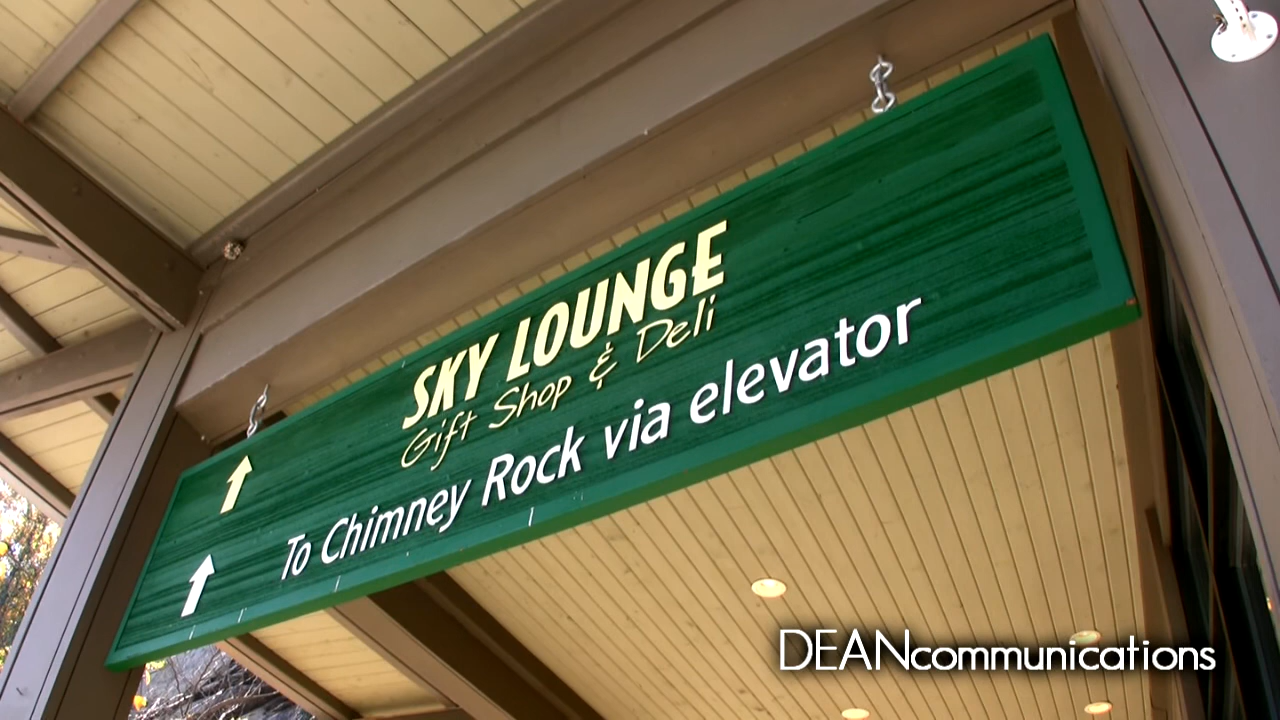 SKY LOUNGE
Gift Shop & Deli
To Chimney Rock via elevator
DEANcommunications